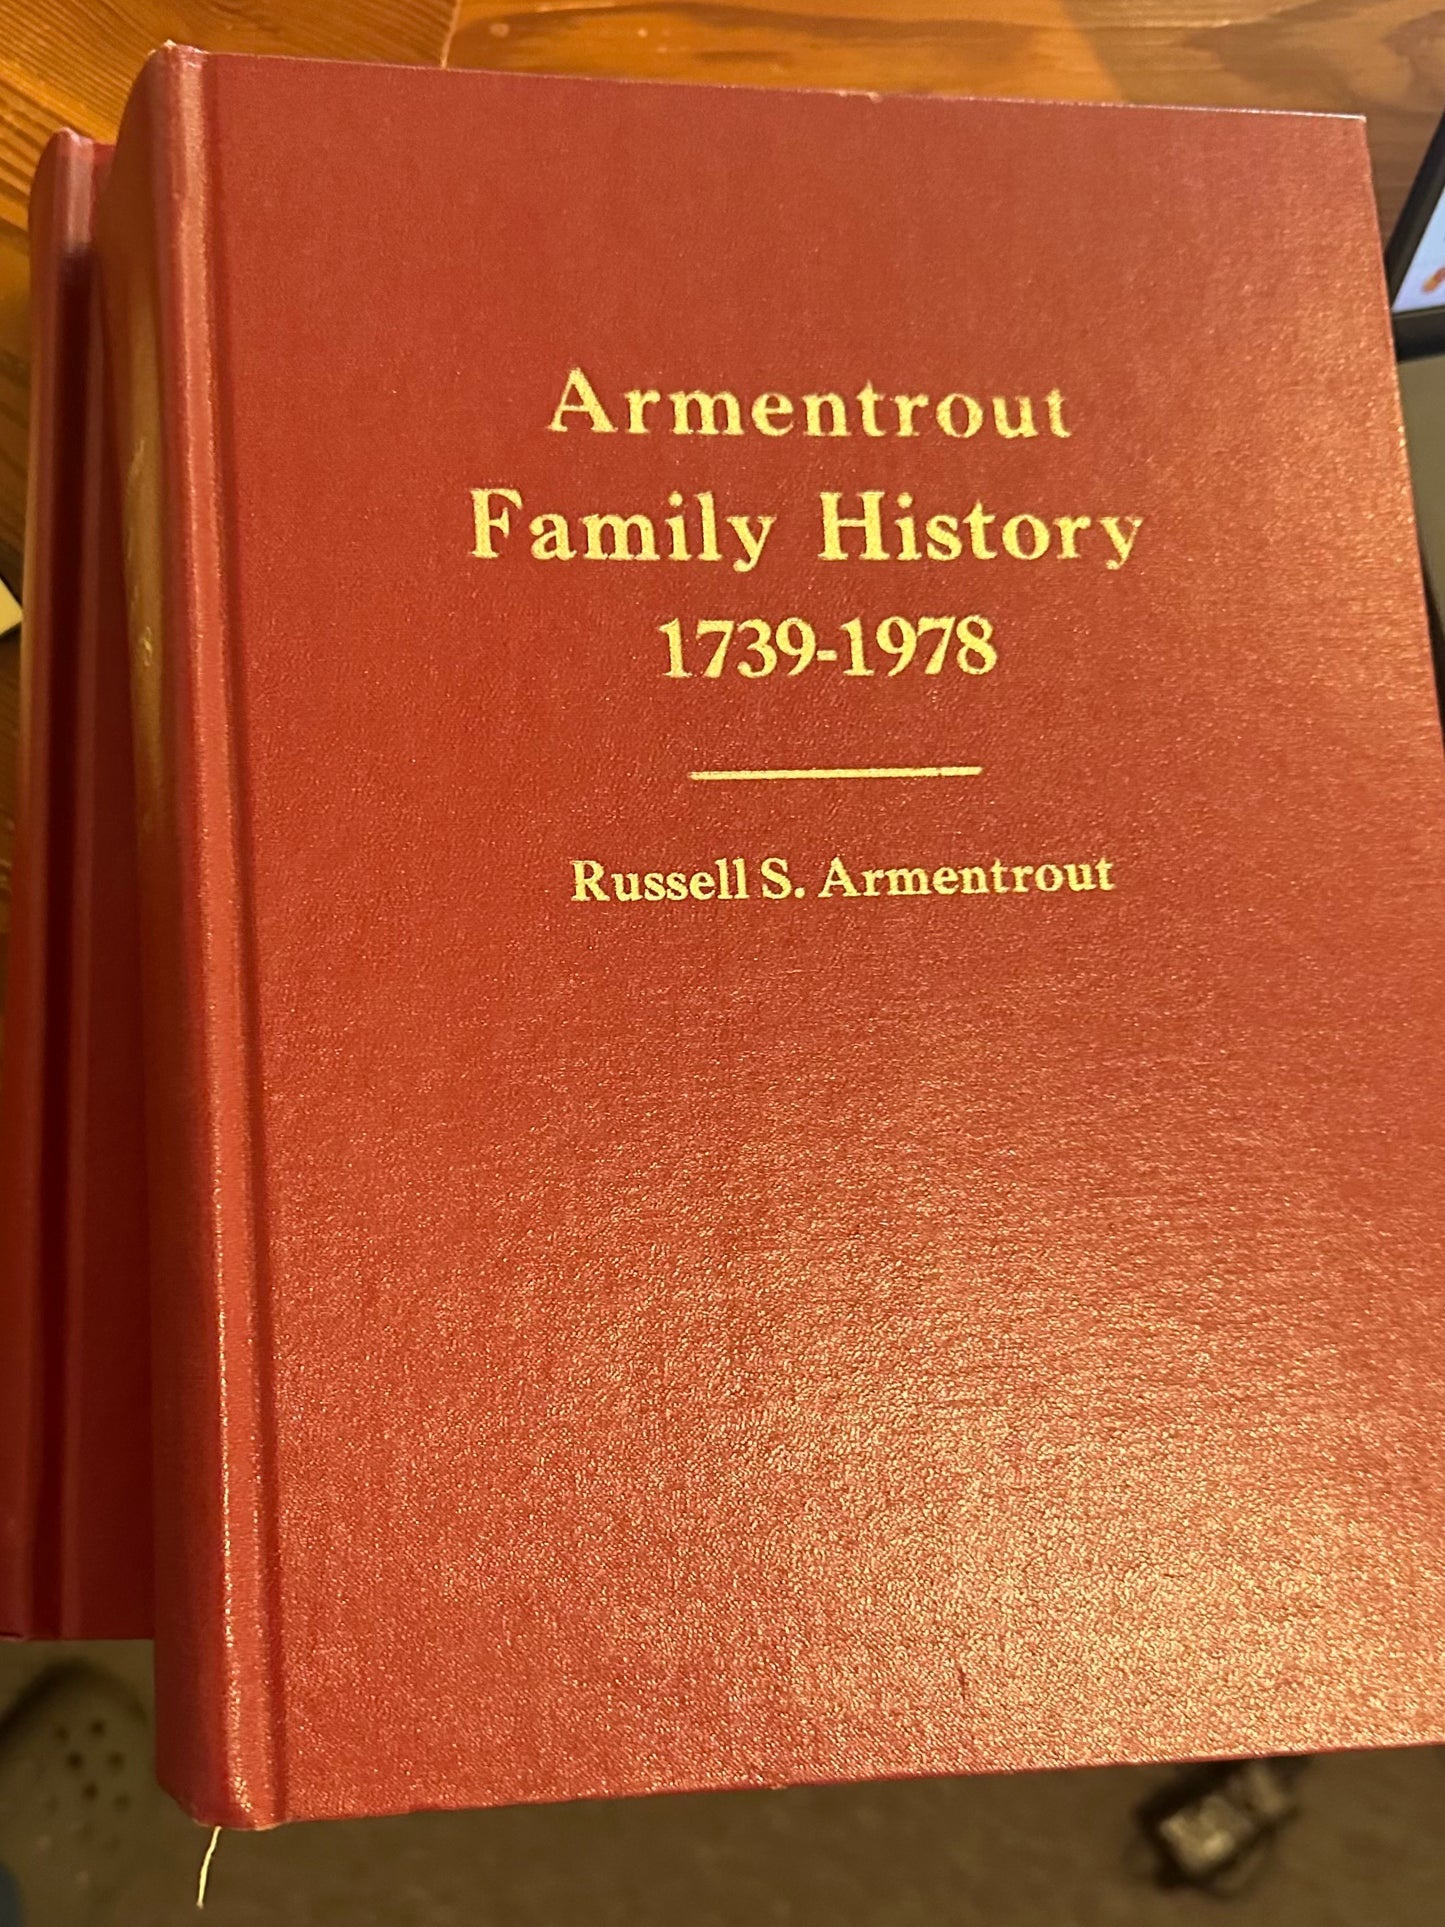 Armentrout
Family History
1739-1978
Russell S. Armentrout